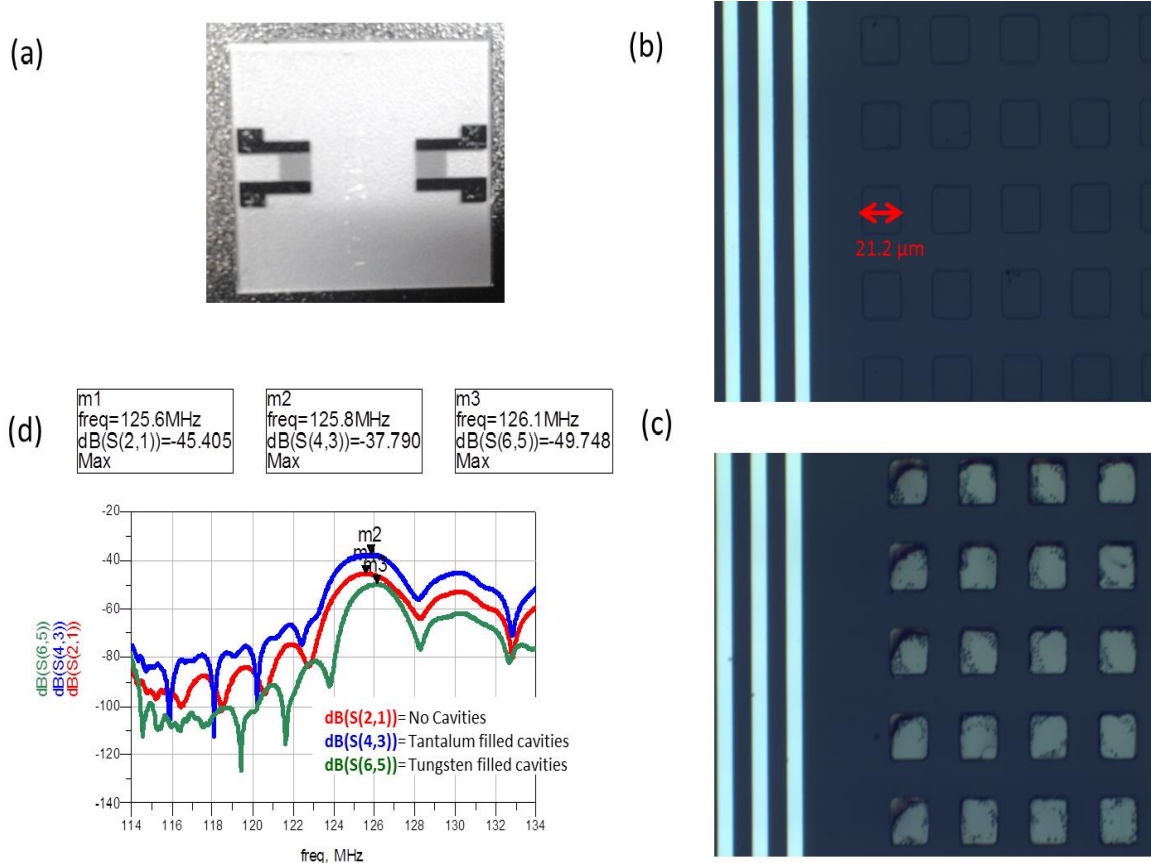 (a)
(b)
21.2 µm
m1
freq=125.6MHz
dB(S(2,1))=-45.405
Max
m2
freq=125.8MHz
dB(S(4,3))=-37.790
Max
m3
freq=126.1MHz
dB(S(6,5))=-49.748
Max
(d)
(c)
-20
-40
-60
-80
-100
-120
-140
m2
m3
dB(S(6,5))
dB(S(4,3))
dB(S(2,1))
dB(S(2,1))= No Cavities
dB(S(4,3))=Tantalum filled cavities
dB(S(6,5))=Tungsten filled cavities
114 116 118 120 122 124 126 128 130 132 134
freq, MHz